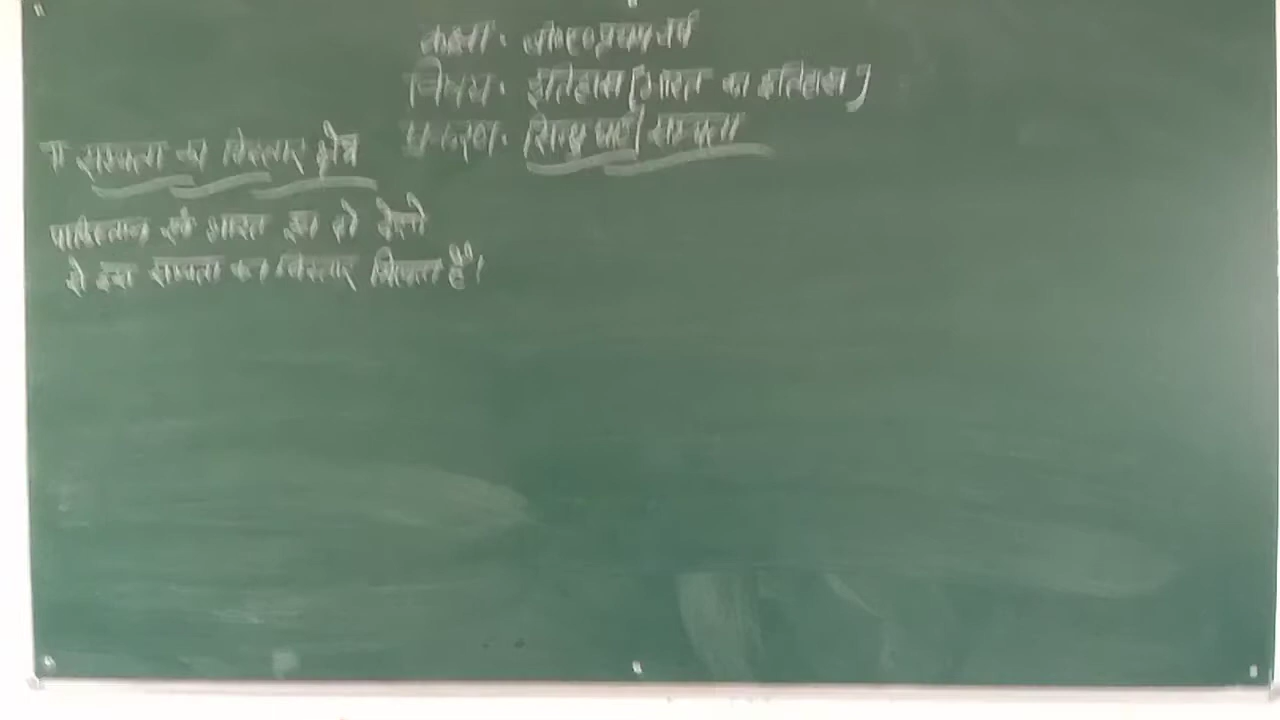 कक्षा. बी०ए० प्रथम वर्ष
विषय. इतिहास [भारत का इतिहास]
प्रकरण. सिन्धु घाटी सभ्यता
सभ्यता का विस्तार क्षेत्र
पाकिस्तान एवं भारत इन दो देशों
में इस सभ्यता का विस्तार मिलता है।